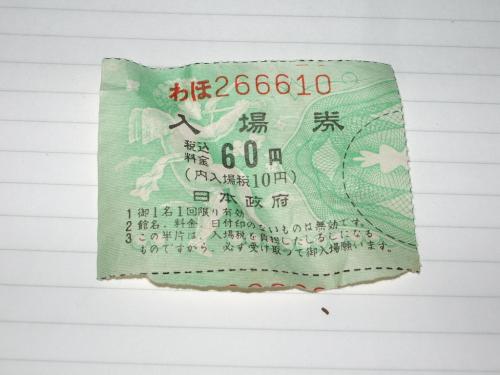 わほ266610
入場券
税込料金 60円
(内入場税10円)
日本政府
1 御1名1回限り有効
2 館名、料金、日付印のないものは無効です。
3 この半片は、入場税を負担したしるしになる
ものですから、必ず受け取って御入場願います。